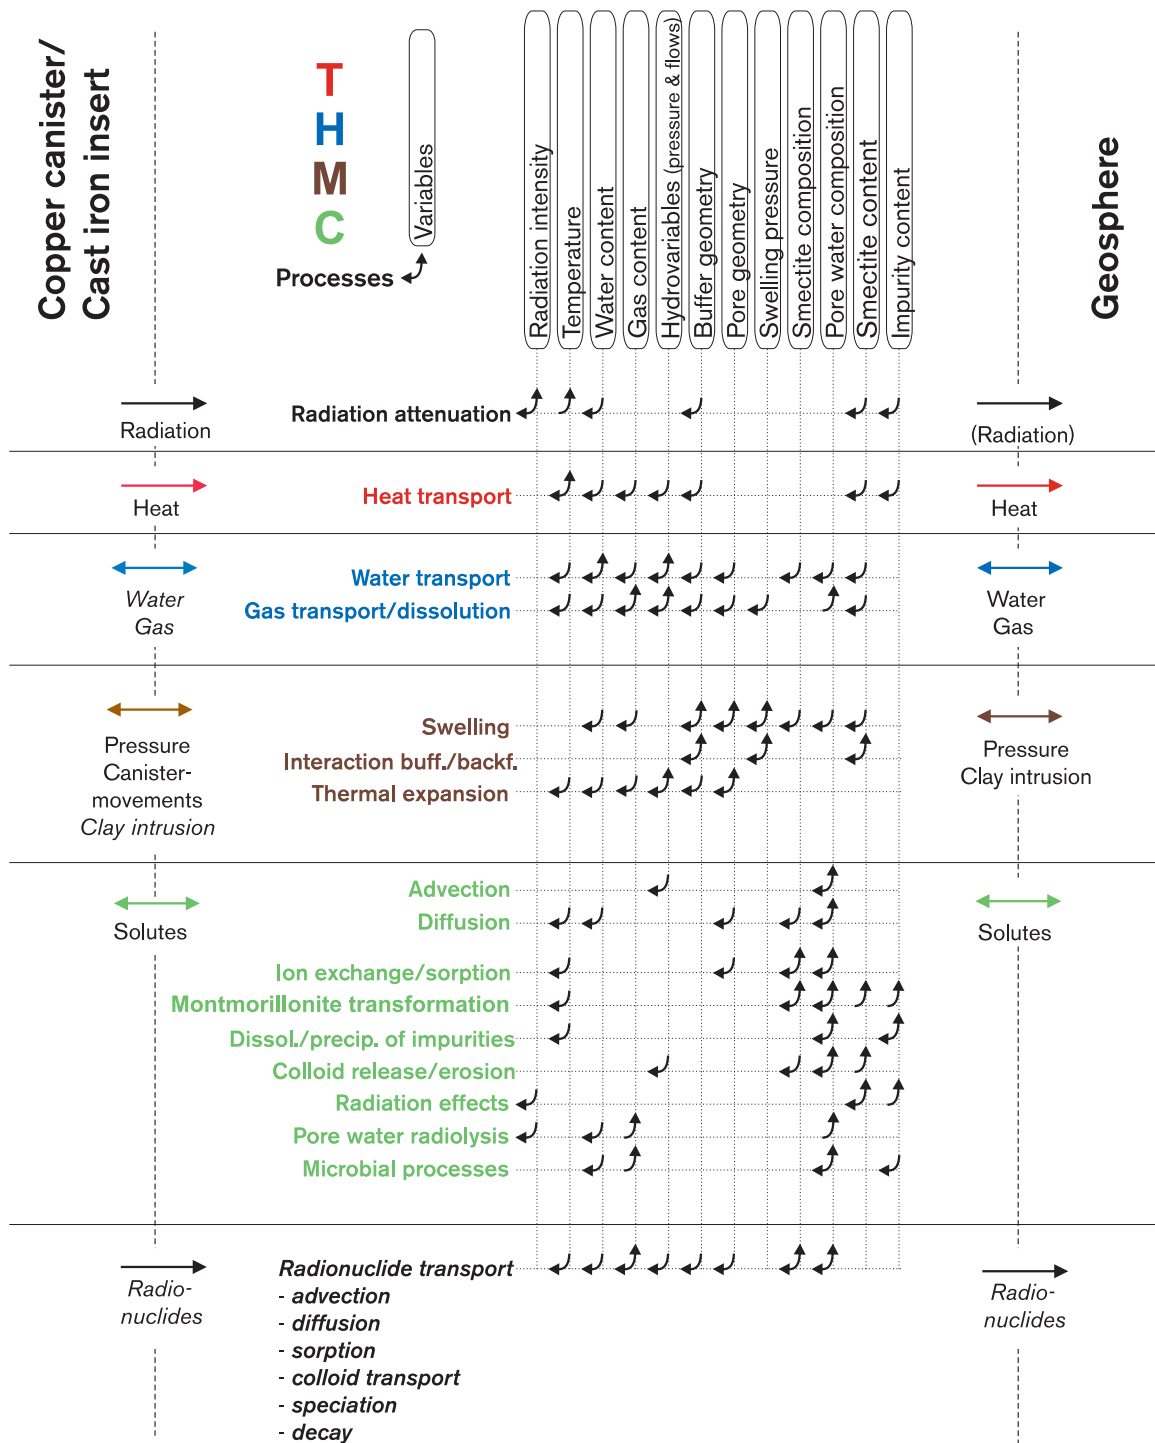 Copper canister/
Cast iron insert
T
H
M
C
Variables
Processes
Radiation intensity
Temperature
Water content
Gas content
Hydrovariables (pressure & flows)
Buffer geometry
Pore geometry
Swelling pressure
Smectite composition
Pore water composition
Smectite content
Impurity content
Geosphere
Radiation
Radiation attenuation
(Radiation)
Heat
Heat transport
Heat
Water
Gas
Water transport
Gas transport/dissolution
Water
Gas
Pressure
Canister-
movements
Clay intrusion
Swelling
Interaction buff./backf.
Thermal expansion
Pressure
Clay intrusion
Solutes
Advection
Diffusion
Ion exchange/sorption
Montmorillonite transformation
Dissol./precip. of impurities
Colloid release/erosion
Radiation effects
Pore water radiolysis
Microbial processes
Solutes
Radio-
nuclides
Radionuclide transport
- advection
- diffusion
- sorption
- colloid transport
- speciation
- decay
Radio-
nuclides